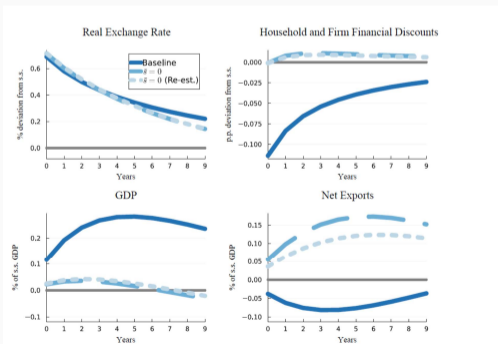 Real Exchange Rate
% deviation from s.s.
0.6
0.4
0.2
0.0
Baseline
= 0
= 0 (Re-est.)
0 1 2 3 4 5 6 7 8 9
Years
Household and Firm Financial Discounts
p.p. deviation from s.s.
0.000
−0.025
−0.050
−0.075
−0.100
0 1 2 3 4 5 6 7 8 9
Years
GDP
% of s.s. GDP
0.2
0.1
0.0
−0.1
0 1 2 3 4 5 6 7 8 9
Years
Net Exports
% of s.s. GDP
0.15
0.10
0.05
0.00
−0.05
−0.10
0 1 2 3 4 5 6 7 8 9
Years